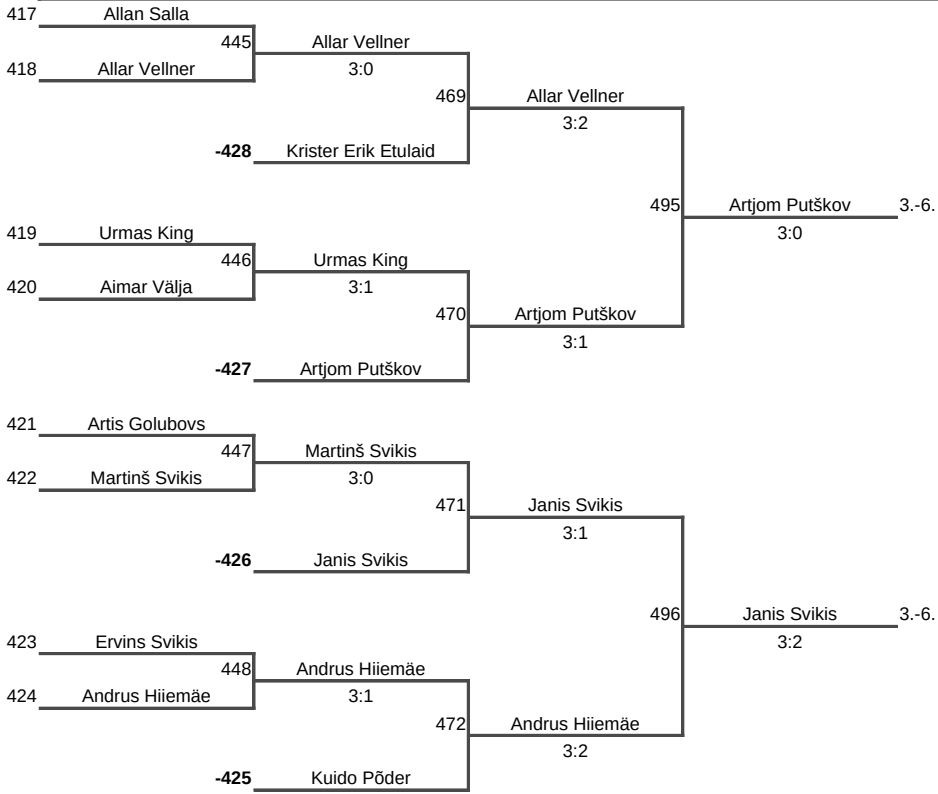 417 Allan Salla
445 Allar Vellner
418 Allar Vellner 3:0
469 Allar Vellner
3:2
-428 Krister Erik Etulaid
495 Artjom Putškov 3.-6.
419 Urmas King 3:0
446 Urmas King
420 Aimar Välja 3:1
470 Artjom Putškov
3:1
-427 Artjom Putškov
421 Artis Golubovs
447 Martinš Svikis
422 Martinš Svikis 3:0
471 Janis Svikis
3:1
-426 Janis Svikis
496 Janis Svikis 3.-6.
423 Ervins Svikis 3:2
448 Andrus Hiiemäe
424 Andrus Hiiemäe 3:1
472 Andrus Hiiemäe
3:2
-425 Kuido Põder